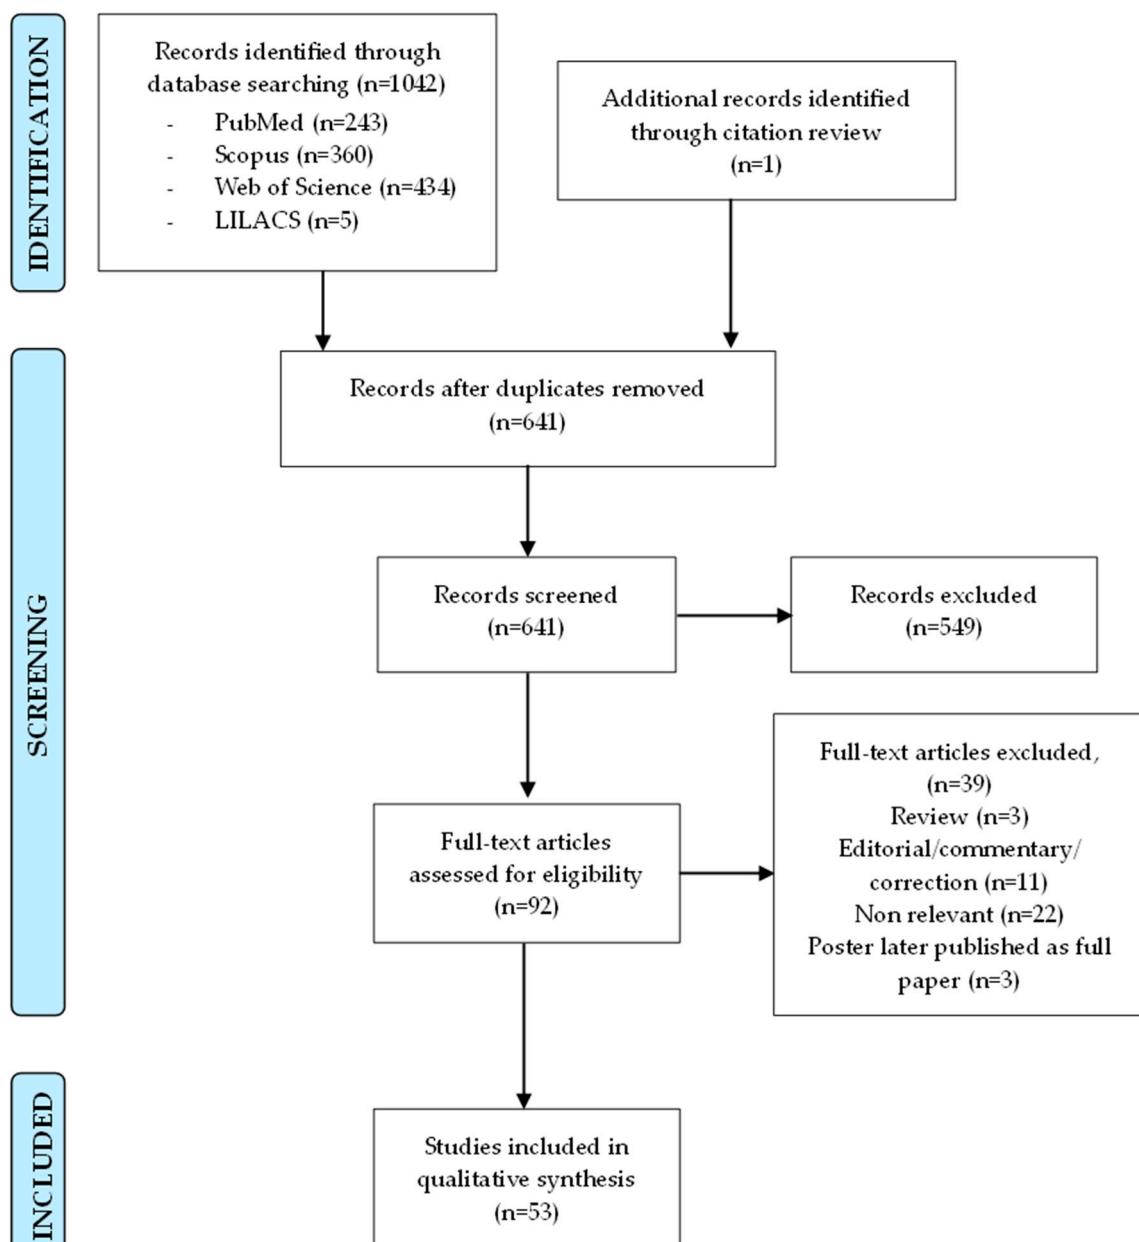 IDENTIFICATION
Records identified through
database searching (n=1042)
- PubMed (n=243)
- Scopus (n=360)
- Web of Science (n=434)
- LILACS (n=5)
Additional records identified
through citation review
(n=1)
SCREENING
Records after duplicates removed
(n=641)
Records screened
(n=641)
Records excluded
(n=549)
Full-text articles
assessed for eligibility
(n=92)
Full-text articles excluded,
(n=39)
Review (n=3)
Editorial/commentary/
correction (n=11)
Non relevant (n=22)
Poster later published as full
paper (n=3)
INCLUDED
Studies included in
qualitative synthesis
(n=53)